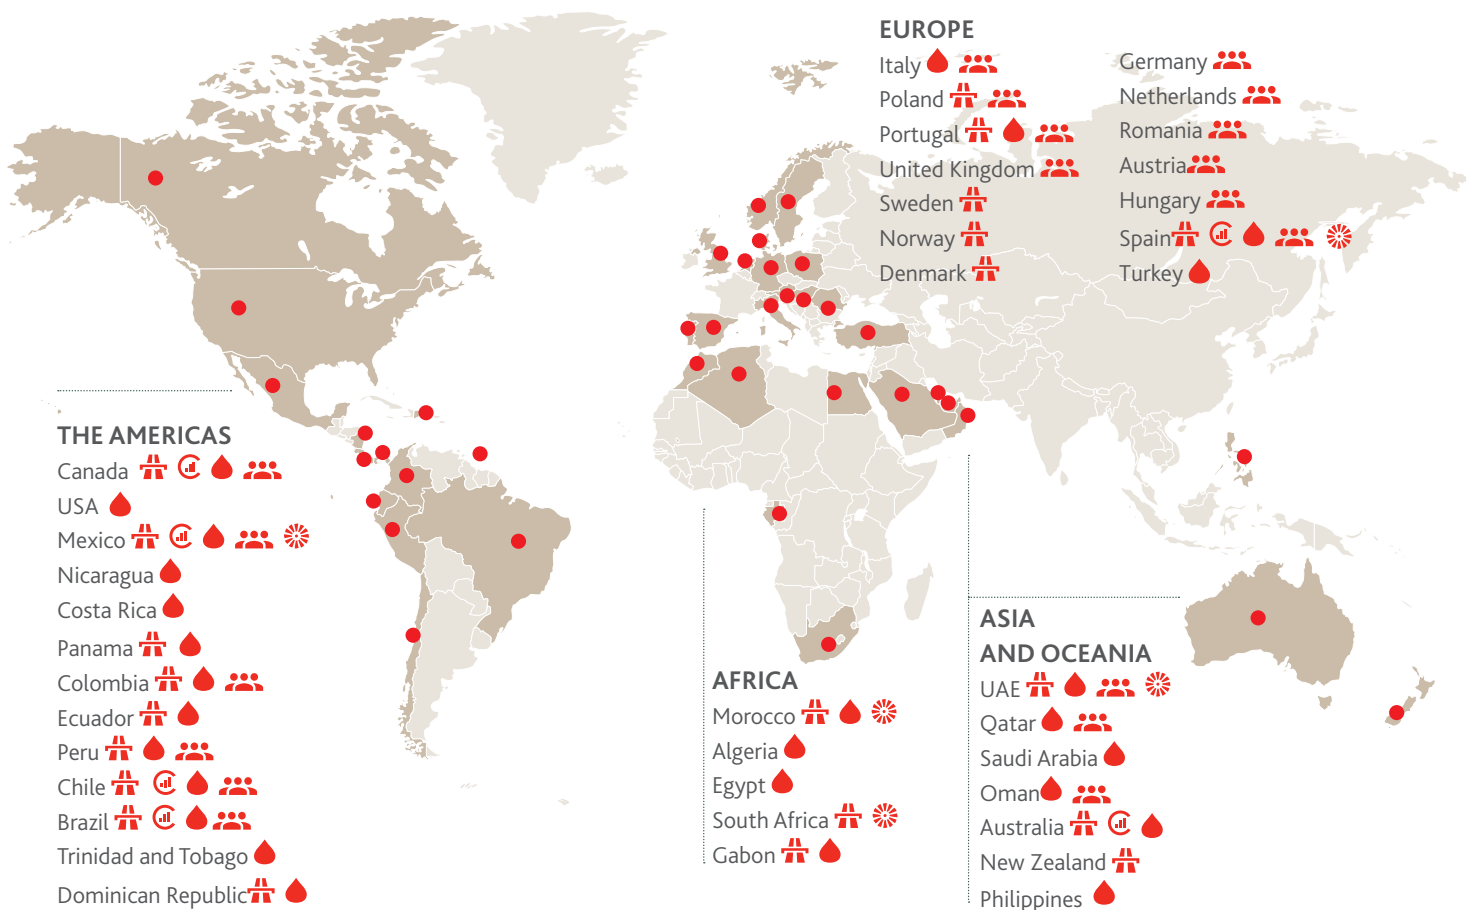 EUROPE
Italy
Poland
Portugal
United Kingdom
Sweden
Norway
Denmark
Germany
Netherlands
Romania
Austria
Hungary
Spain
Turkey
THE AMERICAS
Canada
USA
Mexico
Nicaragua
Costa Rica
Panama
Colombia
Ecuador
Peru
Chile
Brazil
Trinidad and Tobago
Dominican Republic
AFRICA
Morocco
Algeria
Egypt
South Africa
Gabon
ASIA
AND OCEANIA
UAE
Qatar
Saudi Arabia
Oman
Australia
New Zealand
Philippines